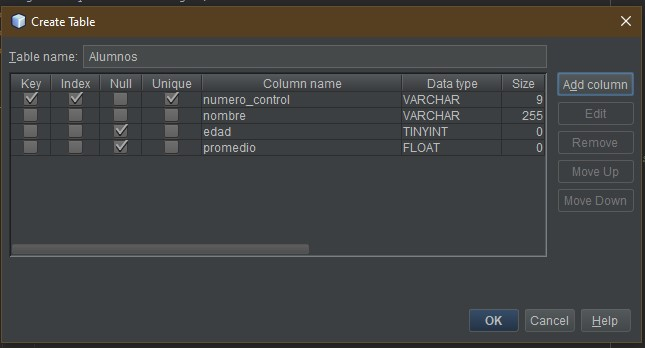 Create Table
Table name: Alumnos
Key Index Null Unique Column name Data type Size
numero_control VARCHAR 9
nombre VARCHAR 255
edad TINYINT 0
promedio FLOAT 0
Add column
Edit
Remove
Move Up
Move Down
OK Cancel Help